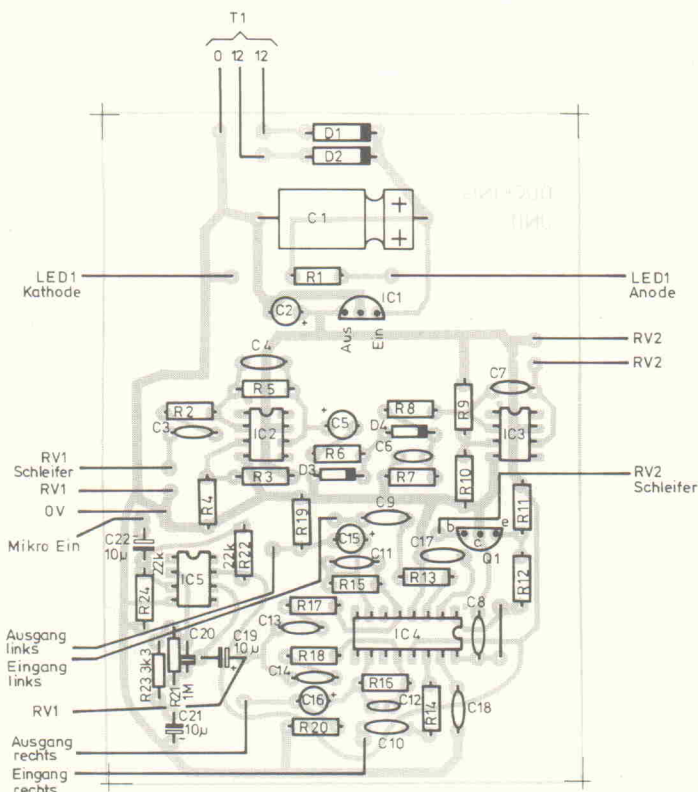 T1
0 12 12
D1
D2
C1
+
+
LED1
Kathode
R1
LED1
Anode
C2
+
IC1
Aus
Ein
RV2
RV2
C4
R5
C7
R2
C3
IC2
C5
+
R8
D4
R9
IC3
R6
C6
RV1
Schleifer
R3
D3
R7
R10
RV2
Schleifer
RV1
R4
0V
Mikro Ein
R19
C9
b
c
e
Q1
R11
C22
10µ
22k
R22
22k
C15
+
C11
C17
R24
IC5
R15
R13
R12
R17
C13
IC4
C8
Ausgang
links
Eingang
links
C20
C19
10µ
+
R18
R23
3k3
R21
1M
C14
R16
C12
R14
C18
RV1
C21
10µ
C16
+
R20
C10
Ausgang
rechts
Eingang
rechts